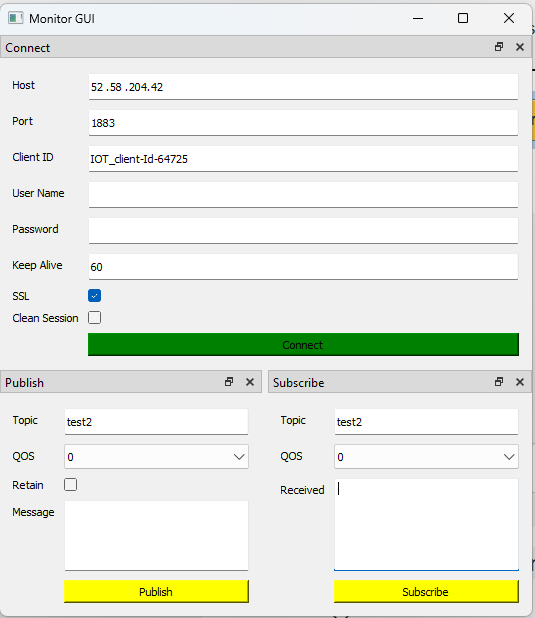 Monitor GUI
Connect
Host 52 .58 .204.42
Port 1883
Client ID IOT_client-Id-64725
User Name
Password
Keep Alive 60
SSL
Clean Session
Connect
Publish
Topic test2
QOS 0
Retain
Message
Publish
Subscribe
Topic test2
QOS 0
Received
Subscribe